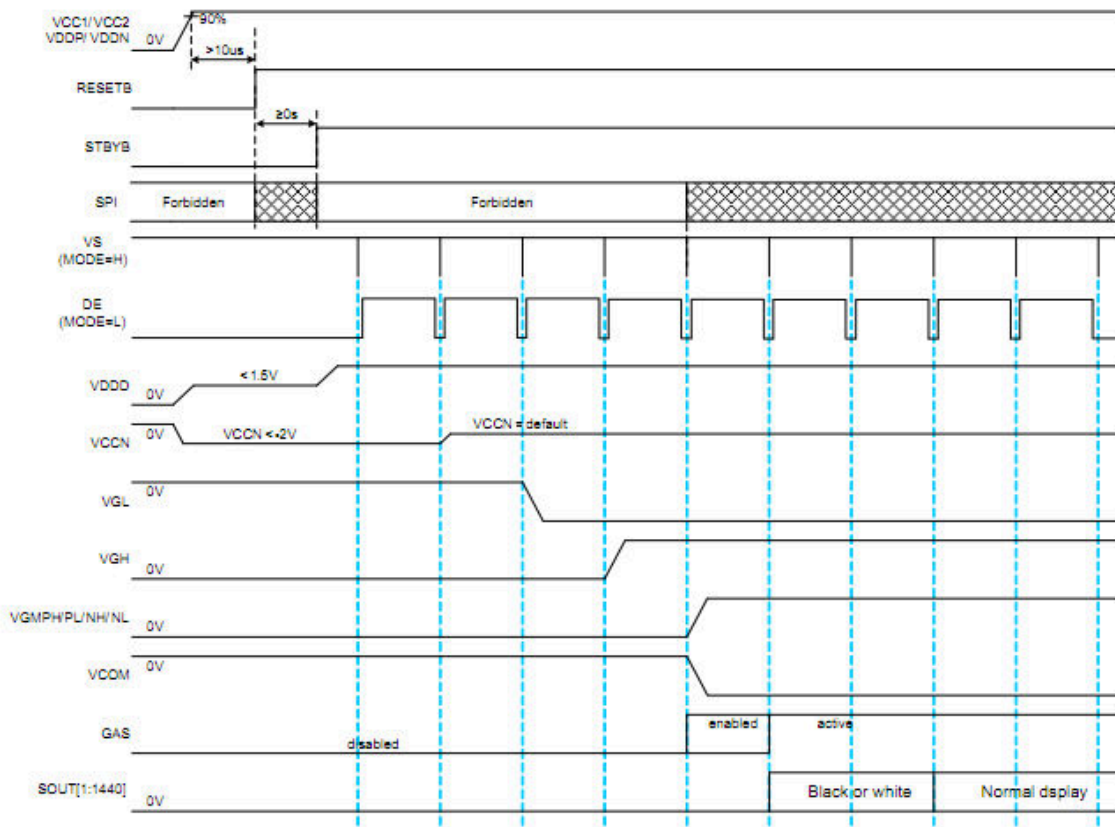 VCC1/VCC2
VDDP/ VDDN
0V
90%
>10us
RESETB
≥0s
STBYB
SPI
Forbidden
Forbidden
VS
(MODE=H)
DE
(MODE=L)
VDDD
0V
<1.5V
VCCN
0V
VCCN <-2V
VCCN = default
VGL
0V
VGH
0V
VGMPH/PL/NH/NL
0V
VCOM
0V
GAS
disabled
enabled
active
SOUT[1:1440]
0V
Black or white
Normal dsplay